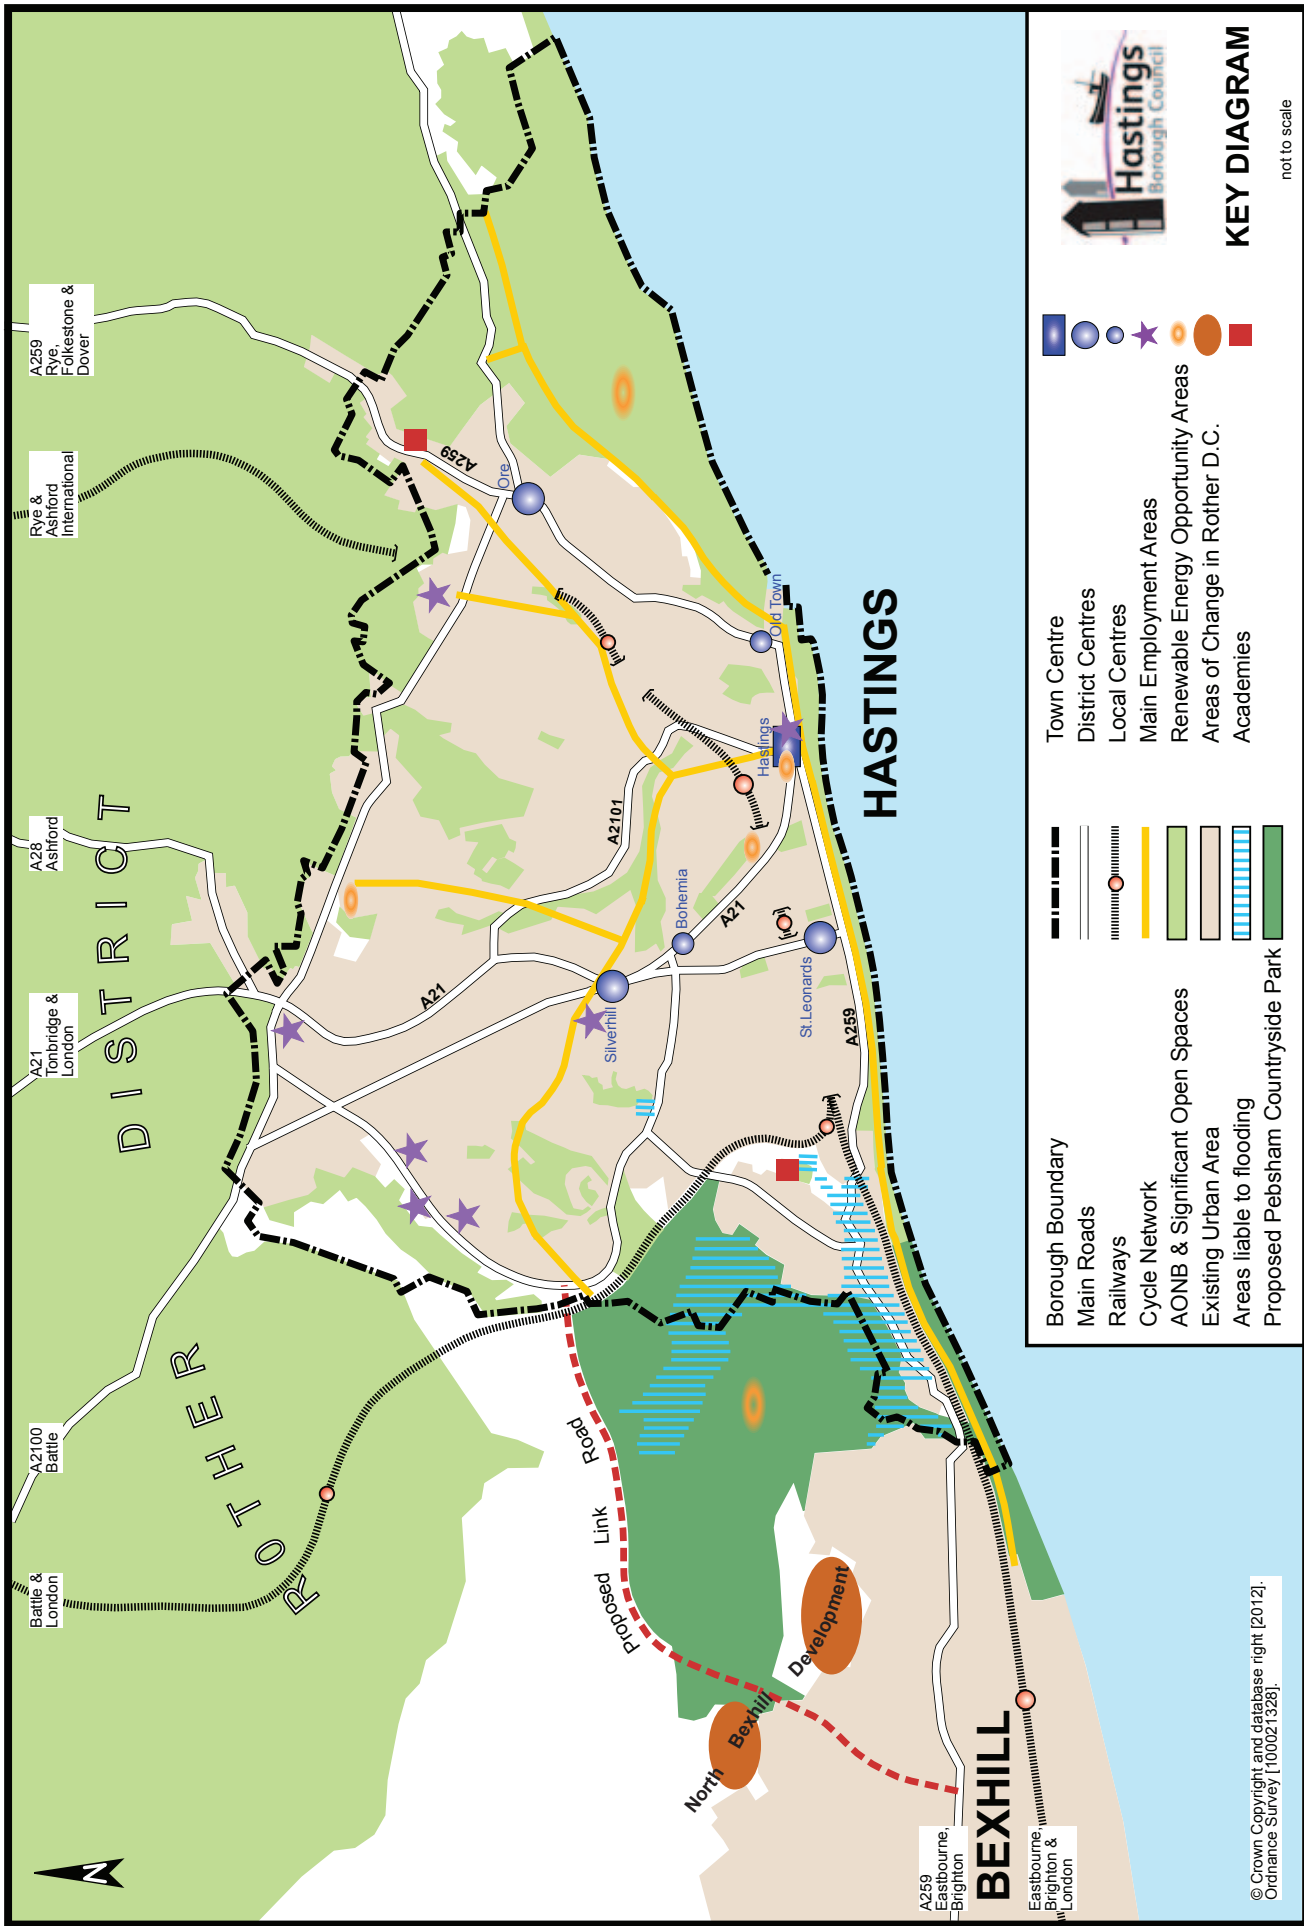 Battle &
London
A2100
Battle
A21
Tonbridge &
London
A28
Ashford
Rye &
Ashford
International
A259
Rye,
Folkestone &
Dover
ROTHER DISTRICT
A259
Ore
A2101
A21
A21
Silverhill
Bohemia
Hastings
Old Town
St.Leonards
A259
HASTINGS
Proposed Link Road
North Bexhill Development
BEXHILL
A259
Eastbourne,
Brighton
Eastbourne,
Brighton &
London
Borough Boundary
Main Roads
Railways
Cycle Network
AONB & Significant Open Spaces
Existing Urban Area
Areas liable to flooding
Proposed Pebsham Countryside Park
Town Centre'
District Centres
Local Centres
Main Employment Areas
Renewable Energy Opportunity Areas
Areas of Change in Rother D.C.
Academies
Hastings
Borough Council
KEY DIAGRAM
not to scale
© Crown Copyright and database right [2012].
Ordnance Survey [100021328].
N